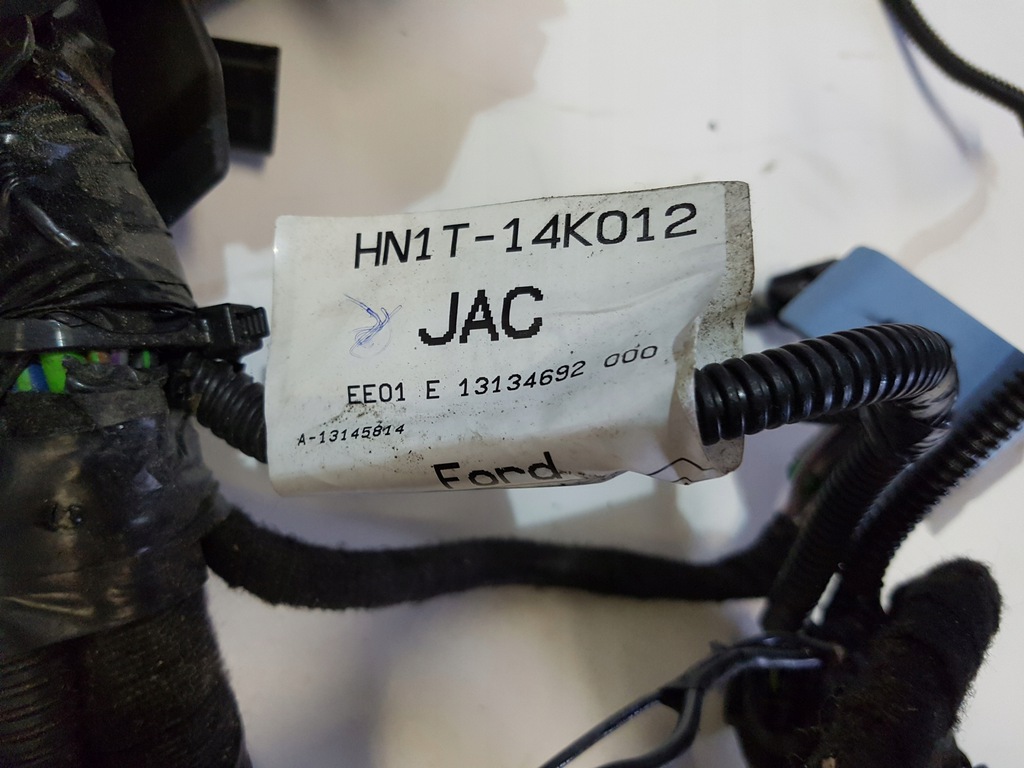 HN1T-14K012
JAC
EE01 E 13134692 000
A-13145814
Ford